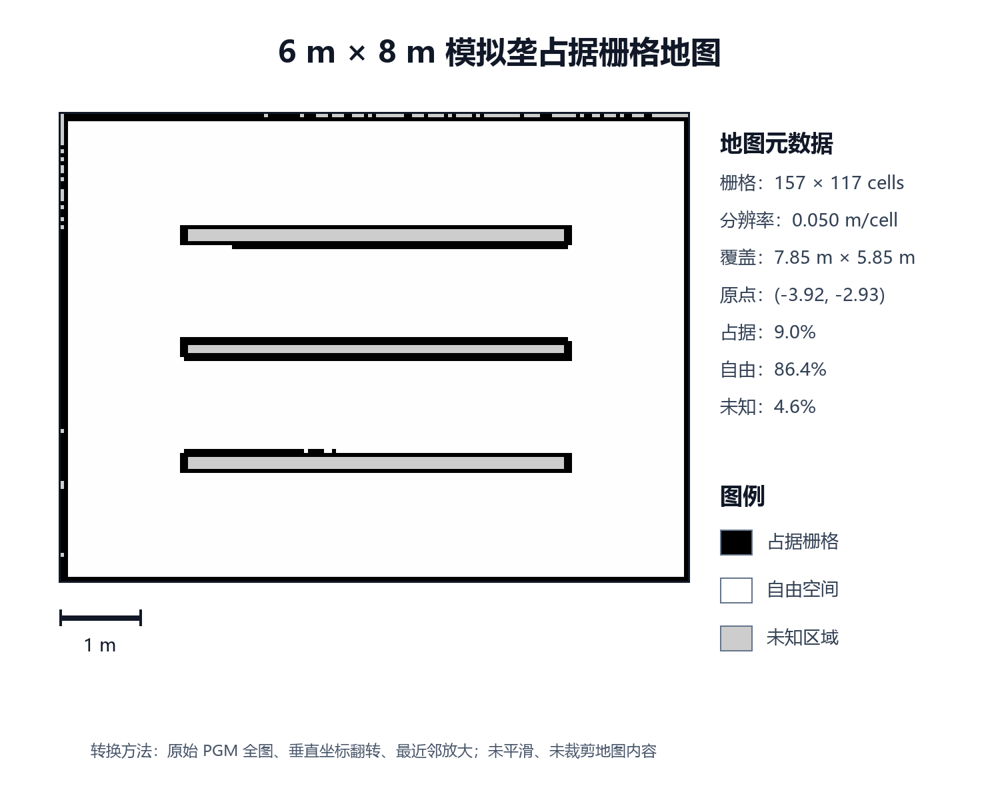 6 m × 8 m 模拟垄占据栅格地图
地图元数据
栅格：157 × 117 cells
分辨率：0.050 m/cell
覆盖：7.85 m × 5.85 m
原点：(-3.92, -2.93)
占据：9.0%
自由：86.4%
未知：4.6%
图例
占据栅格
自由空间
未知区域
1 m
转换方法：原始 PGM 全图、垂直坐标翻转、最近邻放大；未平滑、未裁剪地图内容